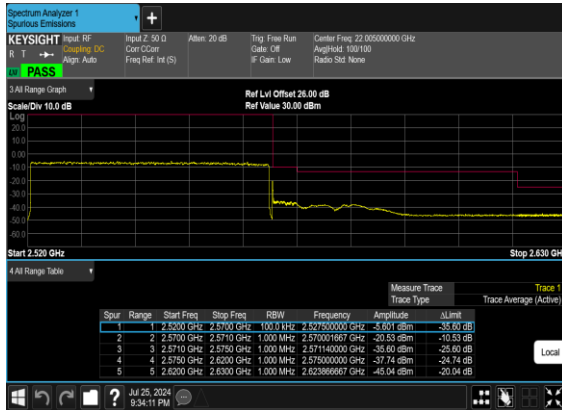 Spectrum Analyzer 1
Spurious Emissions
KEYSIGHT Input: RF Input Z: 50 Ω Atten: 20 dB Trig: Free Run Center Freq: 22.005000000 GHz
R T Coupling: DC Corr CCorr Gate: Off Avg|Hold: 100/100
Align: Auto Freq Ref: Int (S) IF Gain: Low Radio Std: None
LVI PASS
3 All Range Graph
Ref Lvl Offset 26.00 dB
Scale/Div 10.0 dB Ref Value 30.00 dBm
Log
20.0
10.0
0.00
-10.0
-20.0
-30.0
-40.0
-50.0
-60.0
Start 2.520 GHz Stop 2.630 GH
4 All Range Table
Measure Trace Trace 1
Trace Type Trace Average (Active)
Spur Range Start Freq Stop Freq RBW Frequency Amplitude ΔLimit
1 1 2.5200 GHz 2.5700 GHz 100.0 kHz 2.527500000 GHz -5.601 dBm -35.60 dB
2 2 2.5700 GHz 2.5710 GHz 1.000 MHz 2.570001667 GHz -20.53 dBm -10.53 dB
3 3 2.5710 GHz 2.5750 GHz 1.000 MHz 2.571140000 GHz -35.60 dBm -25.60 dB
4 4 2.5750 GHz 2.6200 GHz 1.000 MHz 2.575000000 GHz -37.74 dBm -24.74 dB
5 5 2.6200 GHz 2.6300 GHz 1.000 MHz 2.623866667 GHz -45.04 dBm -20.04 dB
Local
Jul 25, 2024
9:34:11 PM